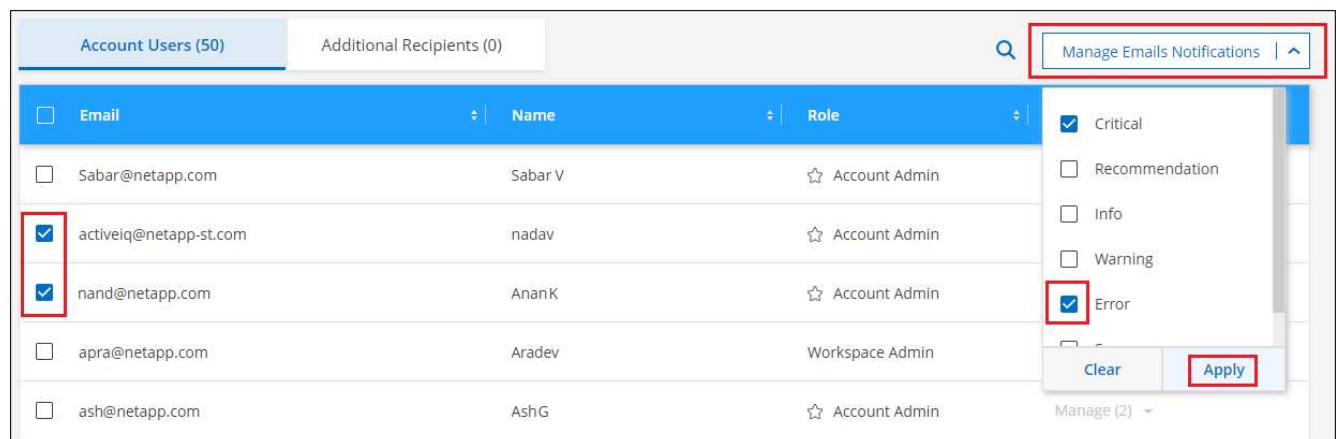 Account Users (50) Additional Recipients (0) Manage Emails Notifications
Email Name Role
Critical
Sabar@netapp.com Sabar V Account Admin
Recommendation
Info
activeiq@netapp-st.com nadav Account Admin
Warning
nand@netapp.com AnanK Account Admin
Error
apra@netapp.com Aradev Workspace Admin
Clear Apply
ash@netapp.com AshG Account Admin Manage (2)